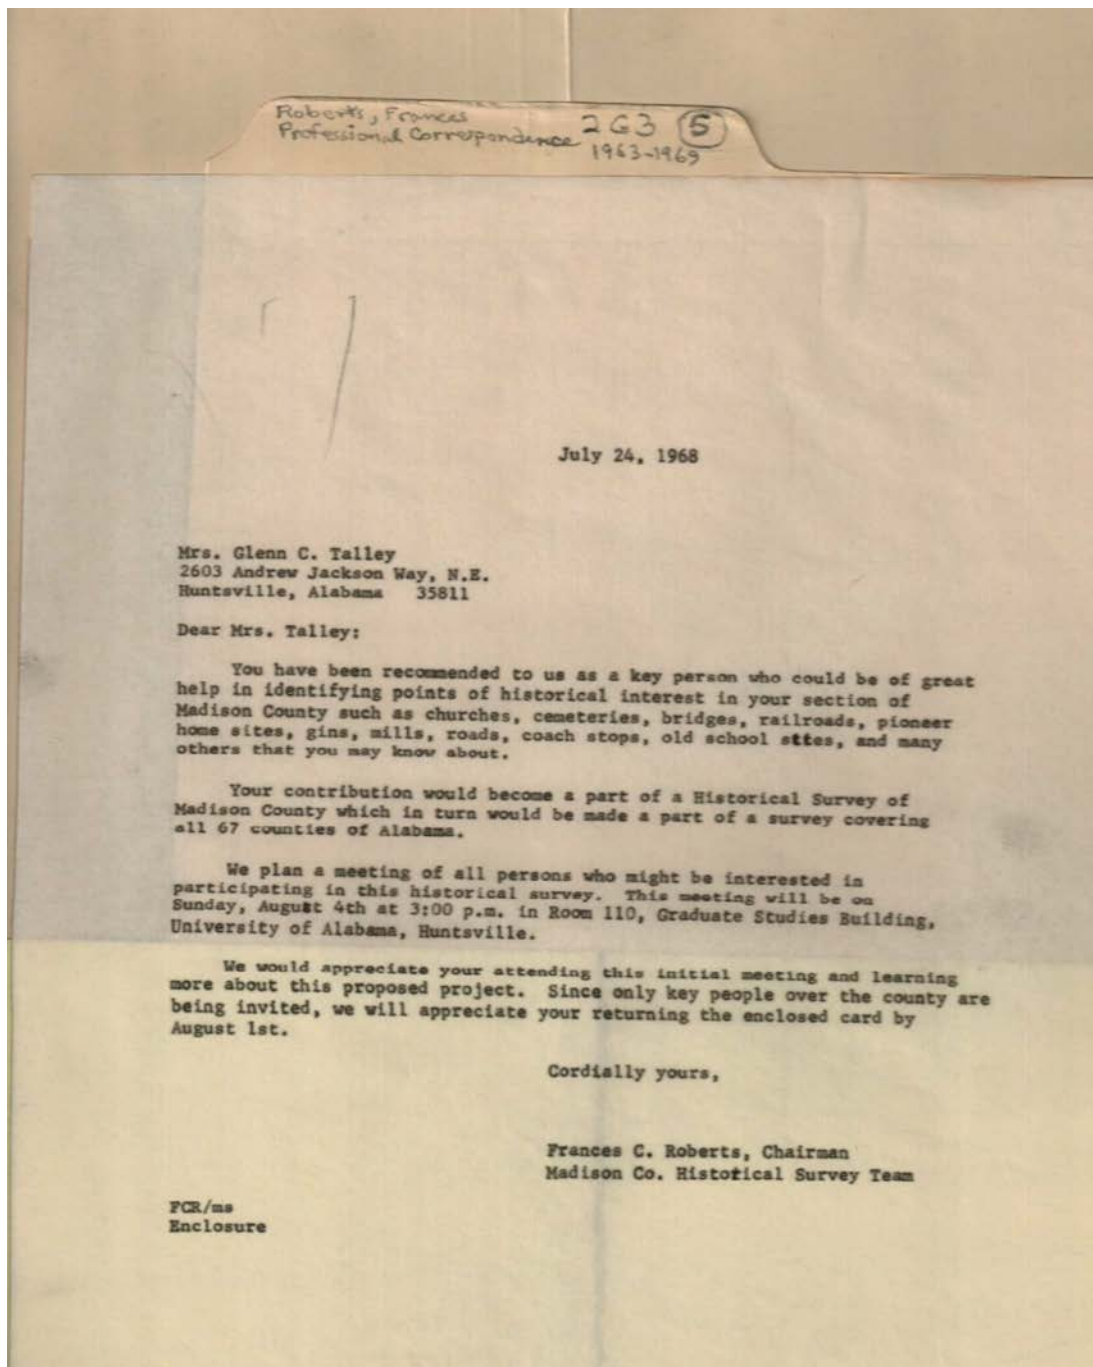 Roberts, Frances
Professional Correspondence 2G3 5
1963-1969
July 24, 1968
Mrs. Glenn C. Talley
2603 Andrew Jackson Way, N.E.
Huntsville, Alabama 35811
Dear Mrs. Talley:
You have been recommended to us as a key person who could be of great
help in identifying points of historical interest in your section of
Madison County such as churches, cemeteries, bridges, railroads, pioneer
home sites, gins, mills, roads, coach stops, old school sttes, and many
others that you may know about.
Your contribution would become a part of a Historical Survey of
Madison County which in turn would be made a part of a survey covering
all 67 counties of Alabama.
We plan a meeting of all persons who might be interested in
participating in this historical survey. This meeting will be on
Sunday, August 4th at 3:00 p.m. in Room 110, Graduate Studies Building,
University of Alabama, Huntsville.
We would appreciate your attending this initial meeting and learning
more about this proposed project. Since only key people over the county are
being invited, we will appreciate your returning the enclosed card by
August 1st.
Cordially yours,
Frances C. Roberts, Chairman
Madison Co. Historical Survey Team
FCR/ms
Enclosure